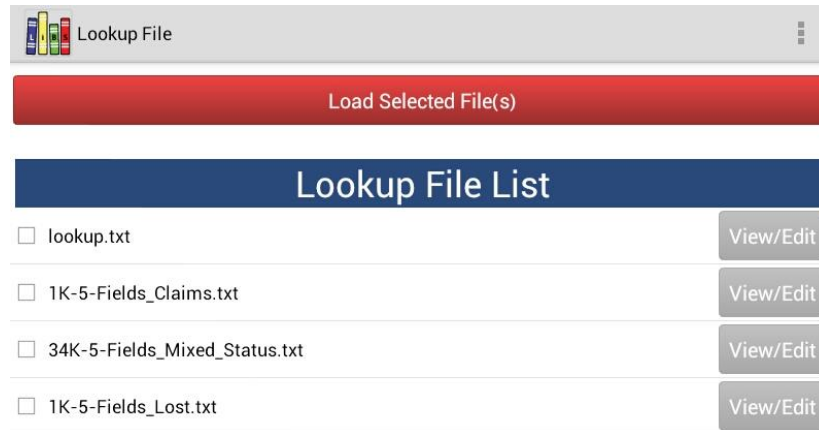 LIBS
Lookup File
Load Selected File(s)
Lookup File List
lookup.txt View/Edit
1K-5-Fields_Claims.txt View/Edit
34K-5-Fields_Mixed_Status.txt View/Edit
1K-5-Fields_Lost.txt View/Edit